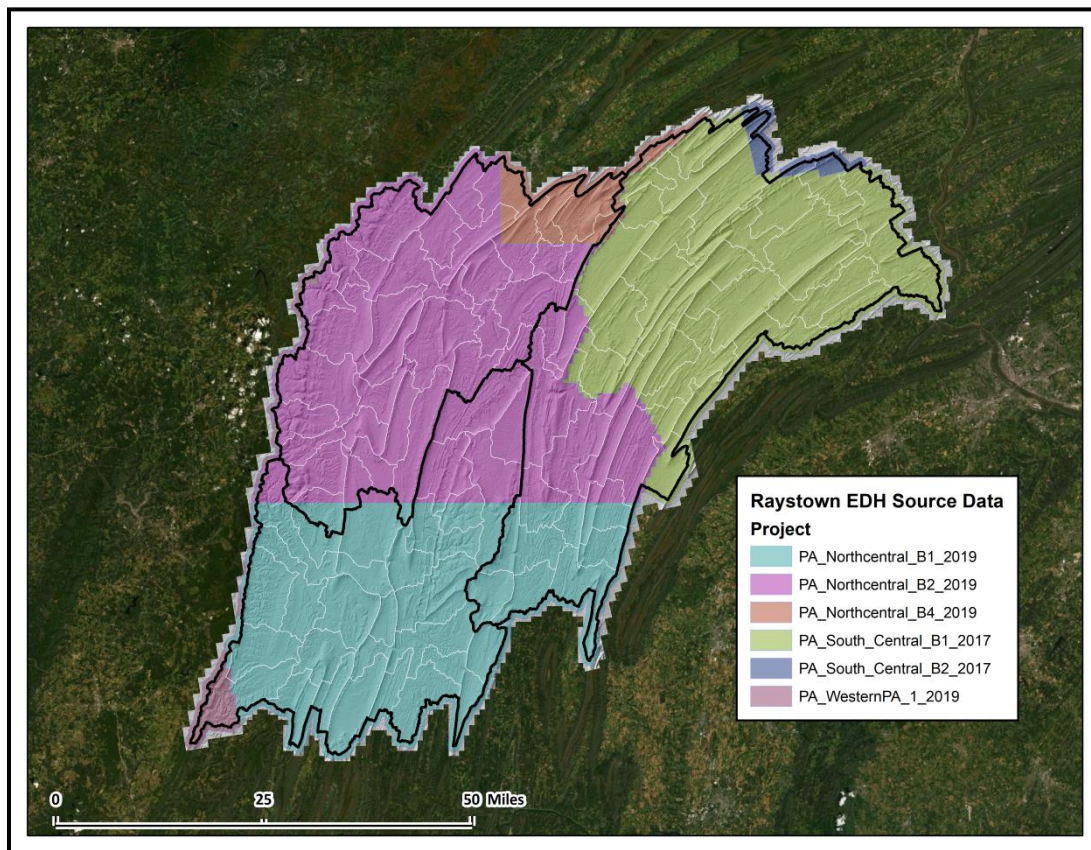 Raystown EDH Source Data
Project
PA_Northcentral_B1_2019
PA_Northcentral_B2_2019
PA_Northcentral_B4_2019
PA_South_Central_B1_2017
PA_South_Central_B2_2017
PA_WesternPA_1_2019
0 25 50 Miles